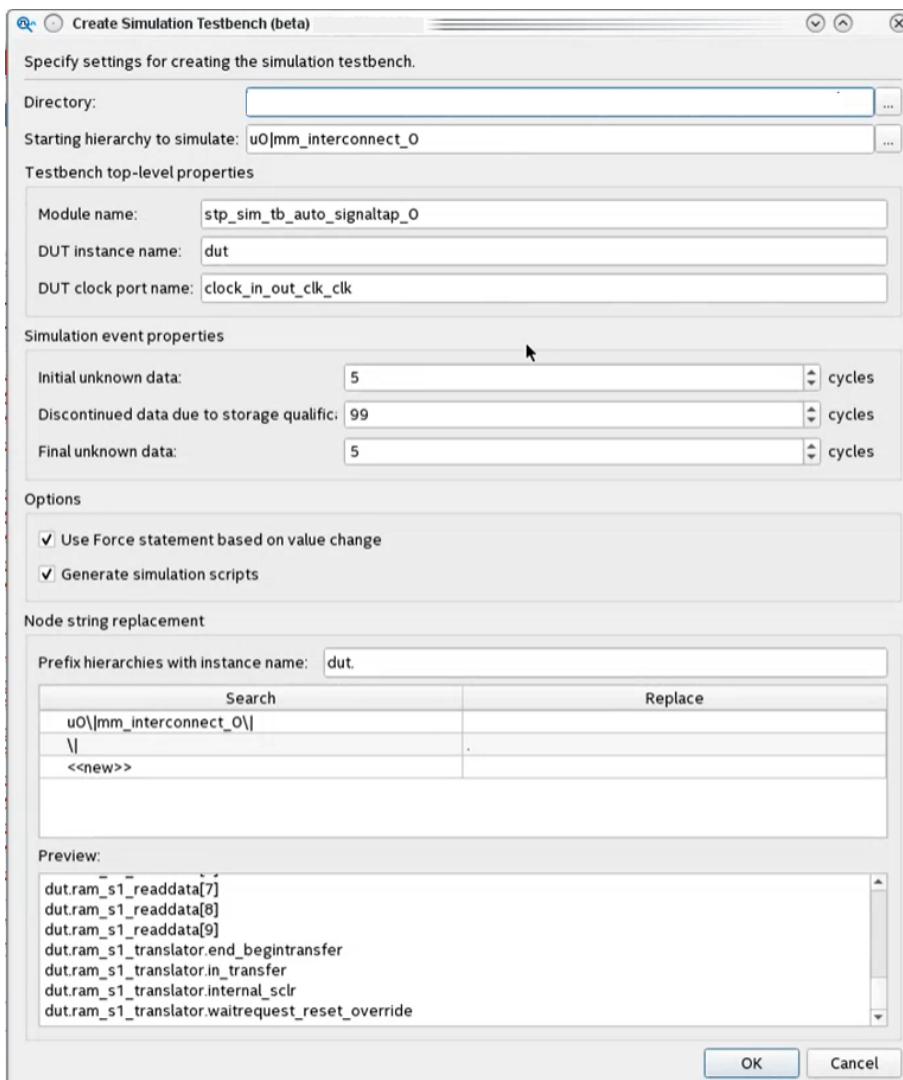 Create Simulation Testbench (beta)
Specify settings for creating the simulation testbench.
Directory:
...
Starting hierarchy to simulate: u0|mm_interconnect_0
...
Testbench top-level properties
Module name: stp_sim_tb_auto_signaltap_0
DUT instance name: dut
DUT clock port name: clock_in_out_clk_clk
Simulation event properties
Initial unknown data: 5 cycles
Discontinued data due to storage qualific 99 cycles
Final unknown data: 5 cycles
Options
Use Force statement based on value change
Generate simulation scripts
Node string replacement
Prefix hierarchies with instance name: dut.
Search Replace
u0\|mm_interconnect_0\|
\| .
<<new>>
Preview:
dut.ram_s1_readdata[7]
dut.ram_s1_readdata[8]
dut.ram_s1_readdata[9]
dut.ram_s1_translator.end_begintransfer
dut.ram_s1_translator.in_transfer
dut.ram_s1_translator.internal_sclr
dut.ram_s1_translator.waitrequest_reset_override
OK Cancel